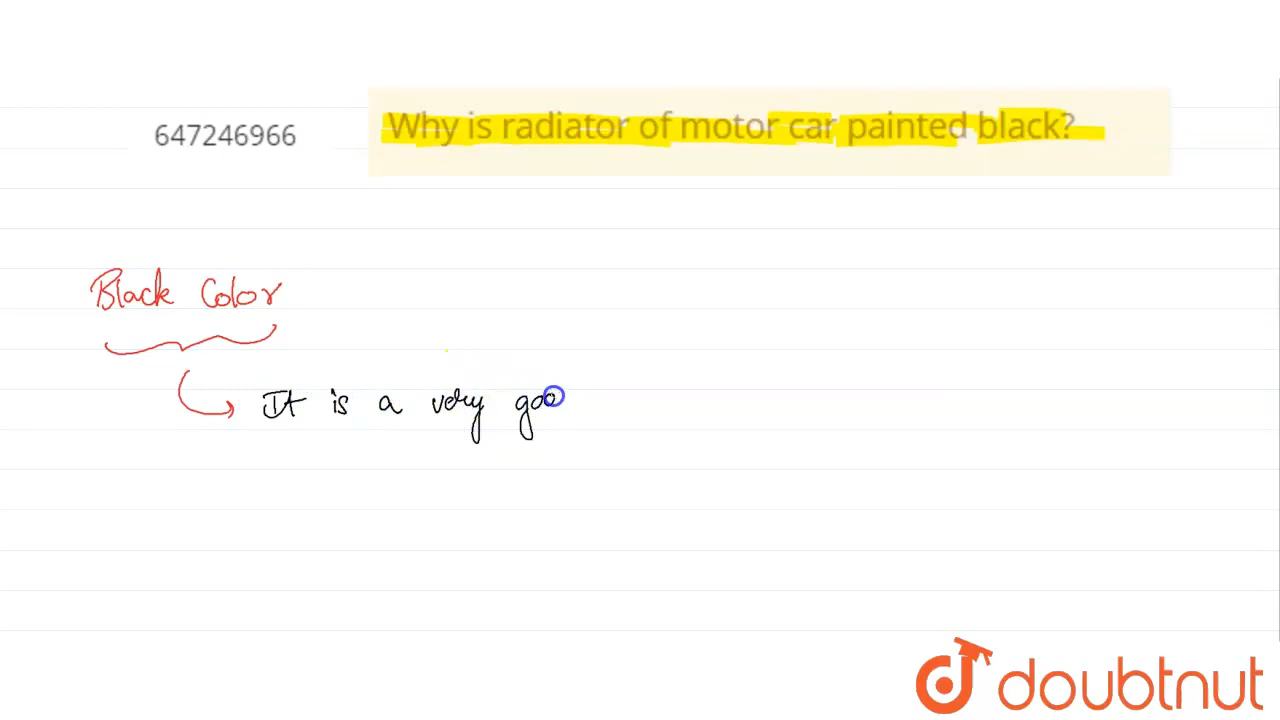 647246966
Why is radiator of motor car painted black?
Black Color
It is a very goo
doubtnut